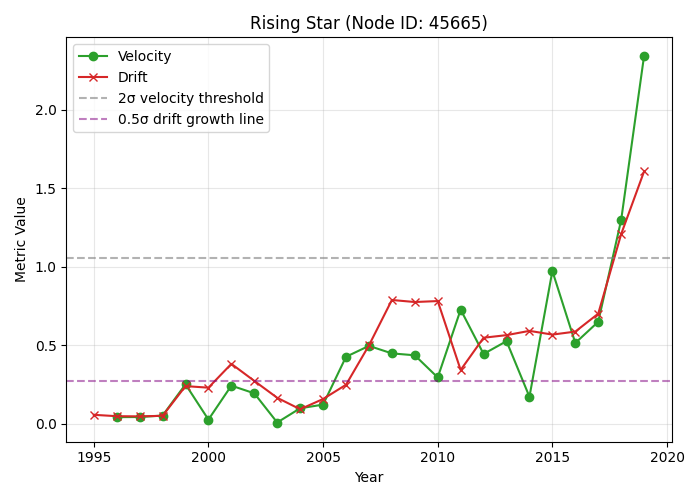 Rising Star (Node ID: 45665)
Velocity
Drift
2σ velocity threshold
0.5σ drift growth line
Metric Value
2.0
1.5
1.0
0.5
0.0
1995 2000 2005 2010 2015 2020
Year